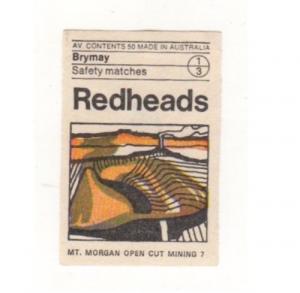 AV. CONTENTS 50 MADE IN AUSTRALIA
Brymay
Safety matches
1
3
Redheads
MT. MORGAN OPEN CUT MINING 7